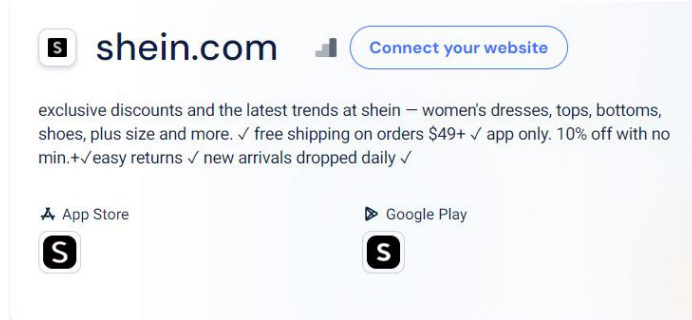 S shein.com Connect your website
exclusive discounts and the latest trends at shein — women's dresses, tops, bottoms,
shoes, plus size and more. ✓ free shipping on orders $49+ ✓ app only. 10% off with no
min.+✓easy returns ✓ new arrivals dropped daily ✓
App Store Google Play
S S